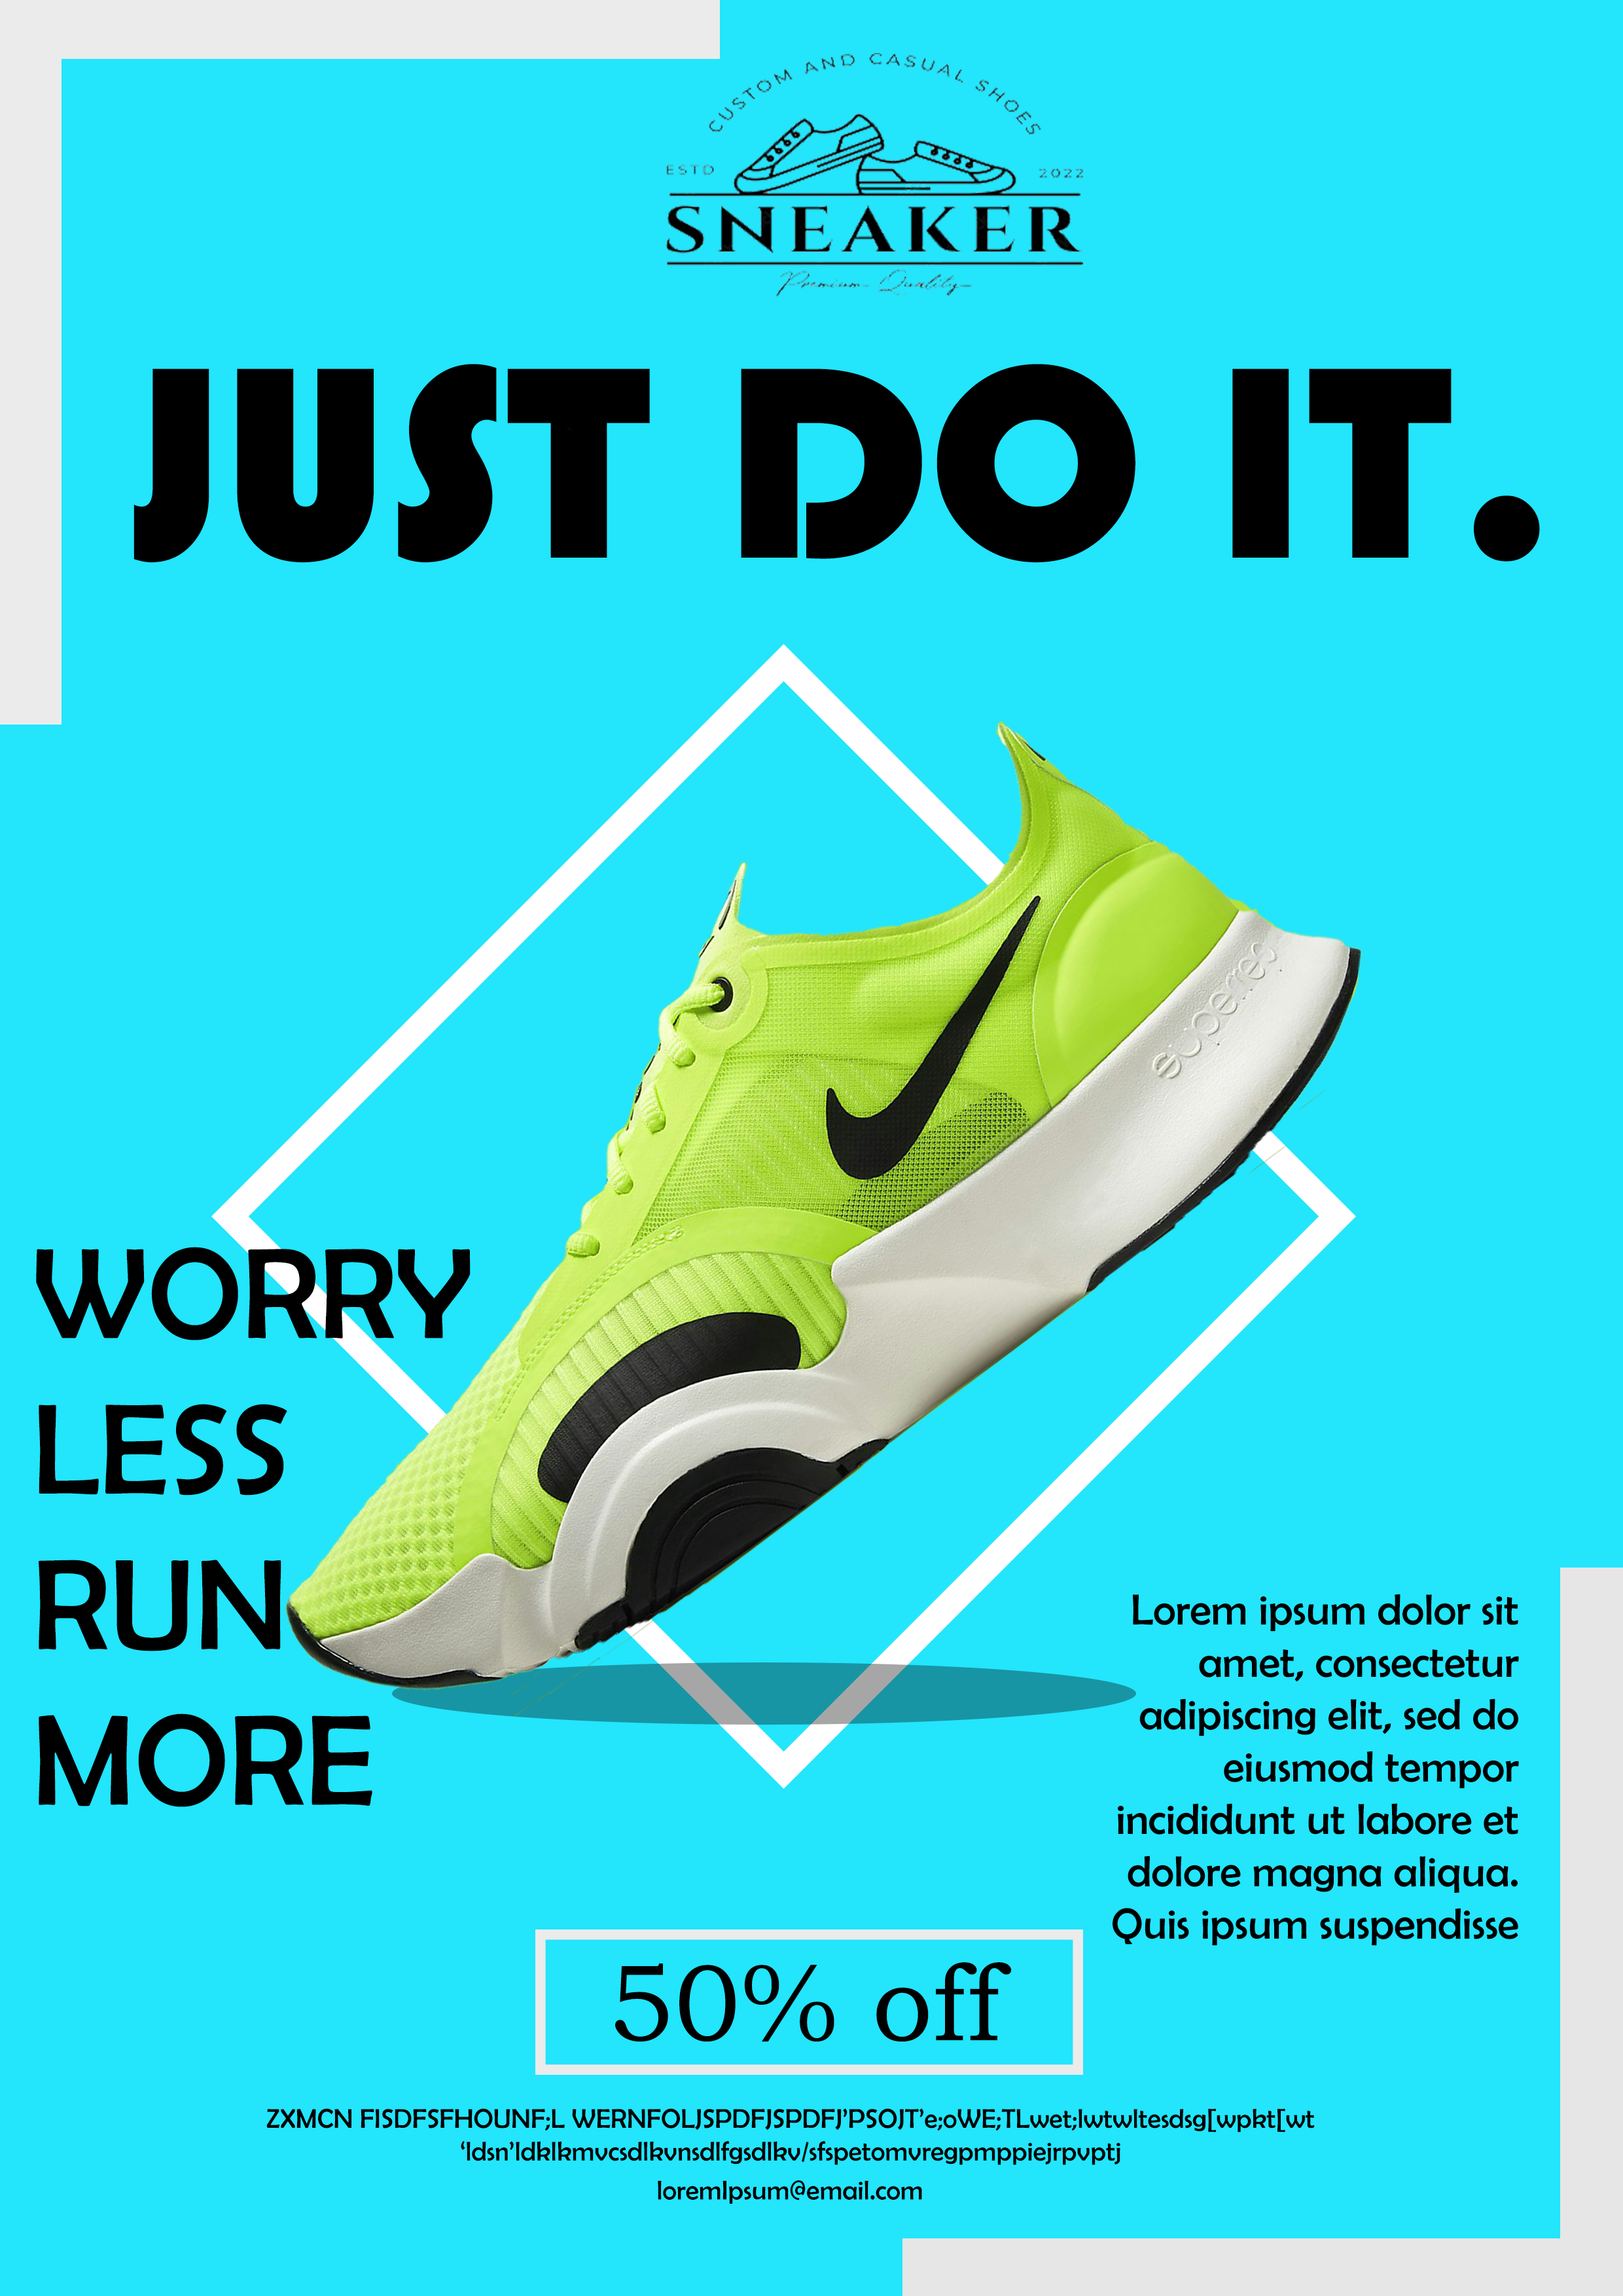 CUSTOM AND CASUAL SHOES
ESTD 2022
SNEAKER
Premium Quality
JUST DO IT.
superrep
WORRY
LESS
RUN
MORE
Lorem ipsum dolor sit
amet, consectetur
adipiscing elit, sed do
eiusmod tempor
incididunt ut labore et
dolore magna aliqua.
Quis ipsum suspendisse
50% off
ZXMCN FISDFSFHOUNF;L WERNFOLJSPDFJSPDFJ’PSOJT’e;oWE;TLwet;lwtwltesdsg[wpkt[wt
‘ldsn’ldklkmvcsdlkvnsdlfgsdlkv/sfspetomvregpmppiejrpvptj
loremIpsum@email.com